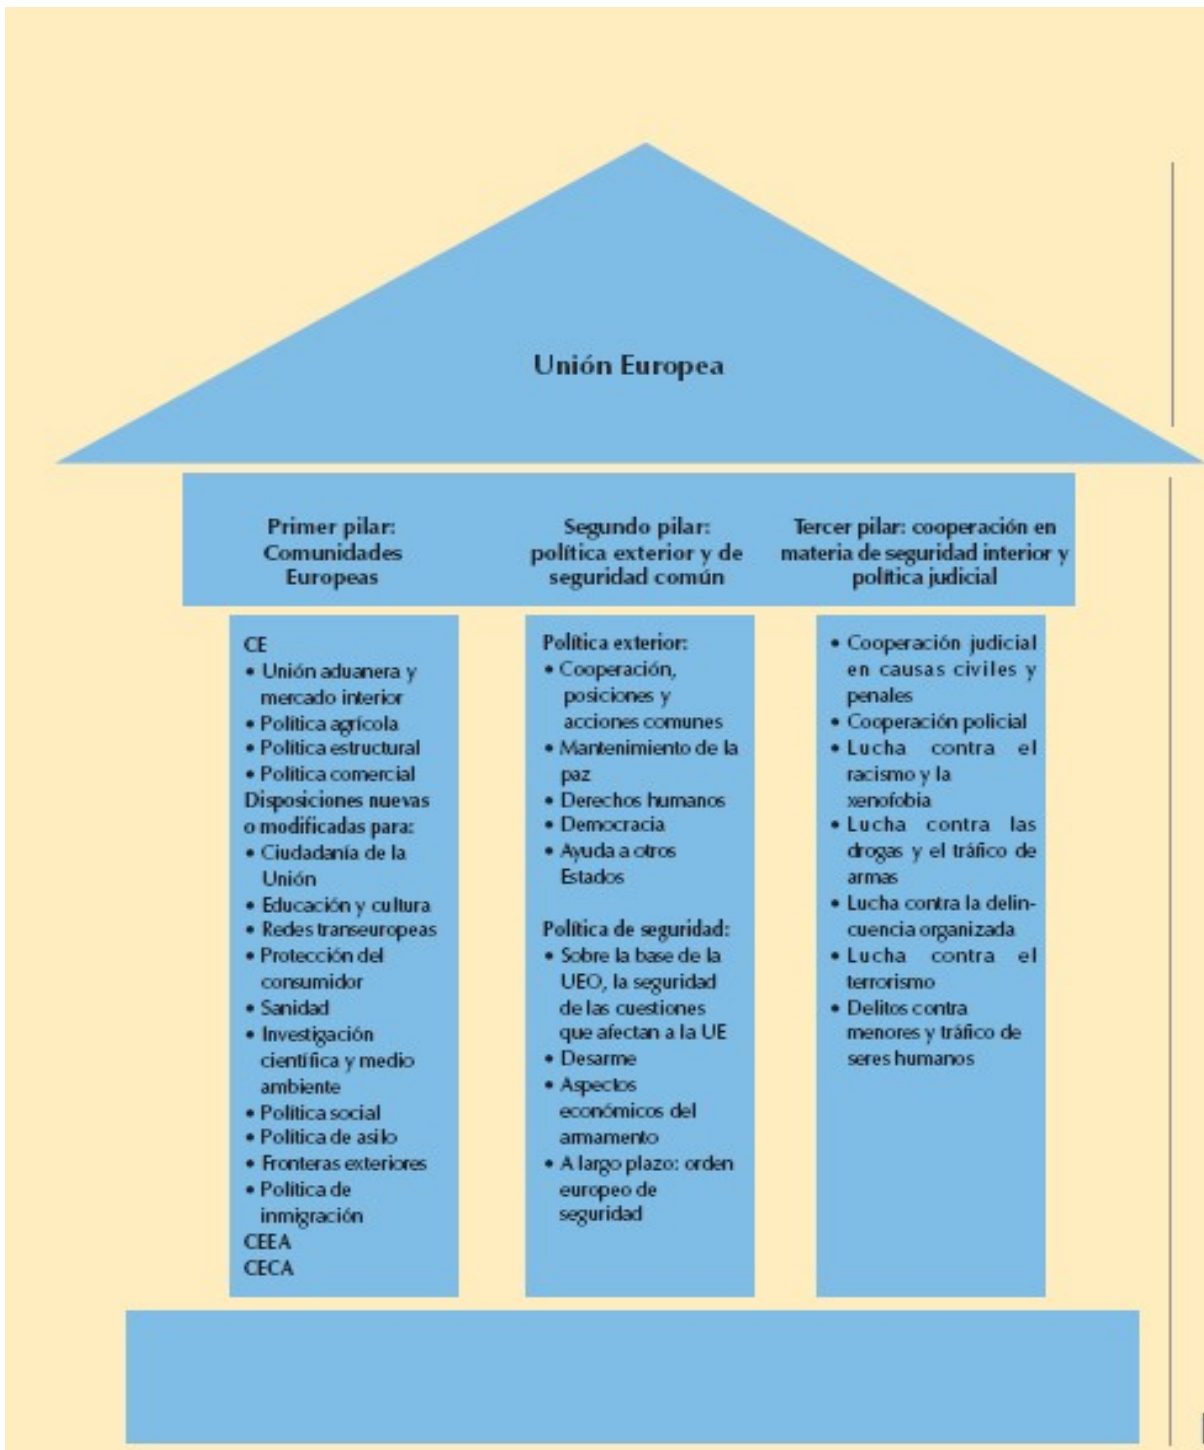 Unión Europea
Primer pilar:
Comunidades
Europeas
Segundo pilar:
política exterior y de
seguridad común
Tercer pilar: cooperación en
materia de seguridad interior y
política judicial
CE
• Unión aduanera y
mercado interior
• Política agrícola
• Política estructural
• Política comercial
Disposiciones nuevas
o modificadas para:
• Ciudadanía de la
Unión
• Educación y cultura
• Redes transeuropeas
• Protección del
consumidor
• Sanidad
• Investigación
científica y medio
ambiente
• Política social
• Política de asilo
• Fronteras exteriores
• Política de
inmigración
CEEA
CECA
Política exterior:
• Cooperación,
posiciones y
acciones comunes
• Mantenimiento de la
paz
• Derechos humanos
• Democracia
• Ayuda a otros
Estados
Política de seguridad:
• Sobre la base de la
UEO, la seguridad
de las cuestiones
que afectan a la UE
• Desarme
• Aspectos
económicos del
armamento
• A largo plazo: orden
europeo de
seguridad
• Cooperación judicial
en causas civiles y
penales
• Cooperación policial
• Lucha contra el
racismo y la
xenofobia
• Lucha contra las
drogas y el tráfico de
armas
• Lucha contra la delin-
cuencia organizada
• Lucha contra el
terrorismo
• Delitos contra
menores y tráfico de
seres humanos